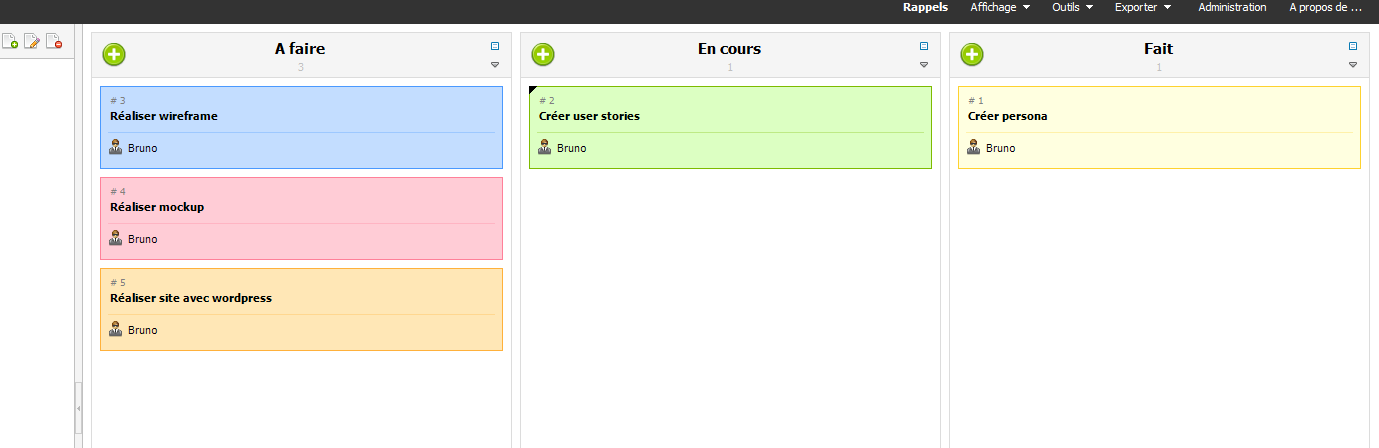 Rappels Affichage Outils Exporter Administration A propos de ...
A faire
3
# 3
Réaliser wireframe
Bruno
# 4
Réaliser mockup
Bruno
# 5
Réaliser site avec wordpress
Bruno
En cours
1
# 2
Créer user stories
Bruno
Fait
1
# 1
Créer persona
Bruno